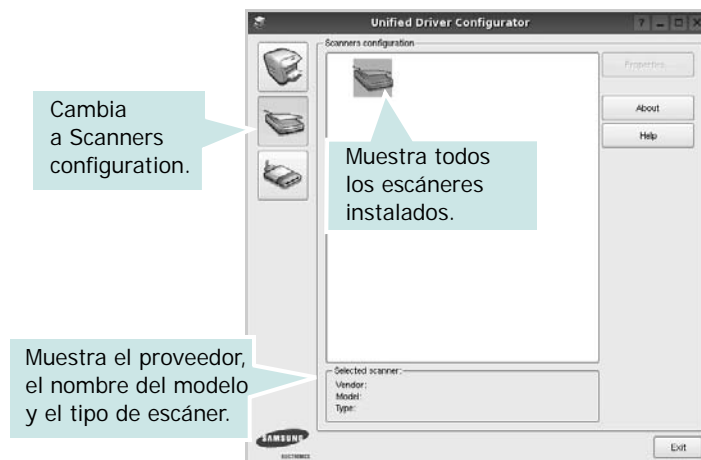 Unified Driver Configurator
Scanners configuration
Properties...
About
Help
Cambia
a Scanners
configuration.
Muestra todos
los escáneres
instalados.
Muestra el proveedor,
el nombre del modelo
y el tipo de escáner.
Selected scanner:
Vendor:
Model:
Type:
SAMSUNG
ELECTRONICS
Exit